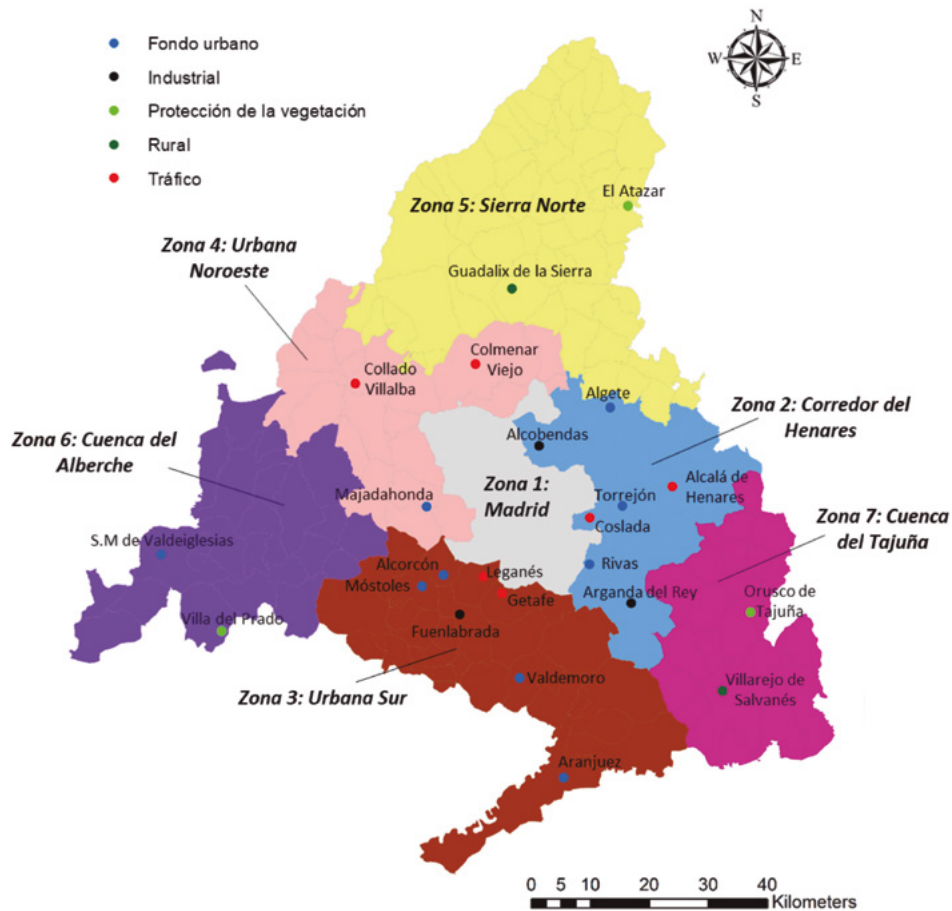 Fondo urbano
Industrial
Protección de la vegetación
Rural
Tráfico
N
W
E
S
El Atazar
Zona 5: Sierra Norte
Zona 4: Urbana
Noroeste
Guadalix de la Sierra
Colmenar
Viejo
Collado
Villalba
Algete
Zona 2: Corredor del
Henares
Zona 6: Cuenca del
Alberche
Alcobendas
Zona 1:
Madrid
Alcalá de
Henares
Majadahonda
Torrejón
Coslada
Zona 7: Cuenca
del Tajuña
S.M de Valdeiglesias
Alcorcón
Leganés
Rivas
Móstoles
Getafe
Arganda del Rey
Orusco de
Tajuña
Villa del Prado
Fuenlabrada
Zona 3: Urbana Sur
Valdemoro
Villarejo de
Salvanés
Aranjuez
0 5 10 20 30 40
Kilometers